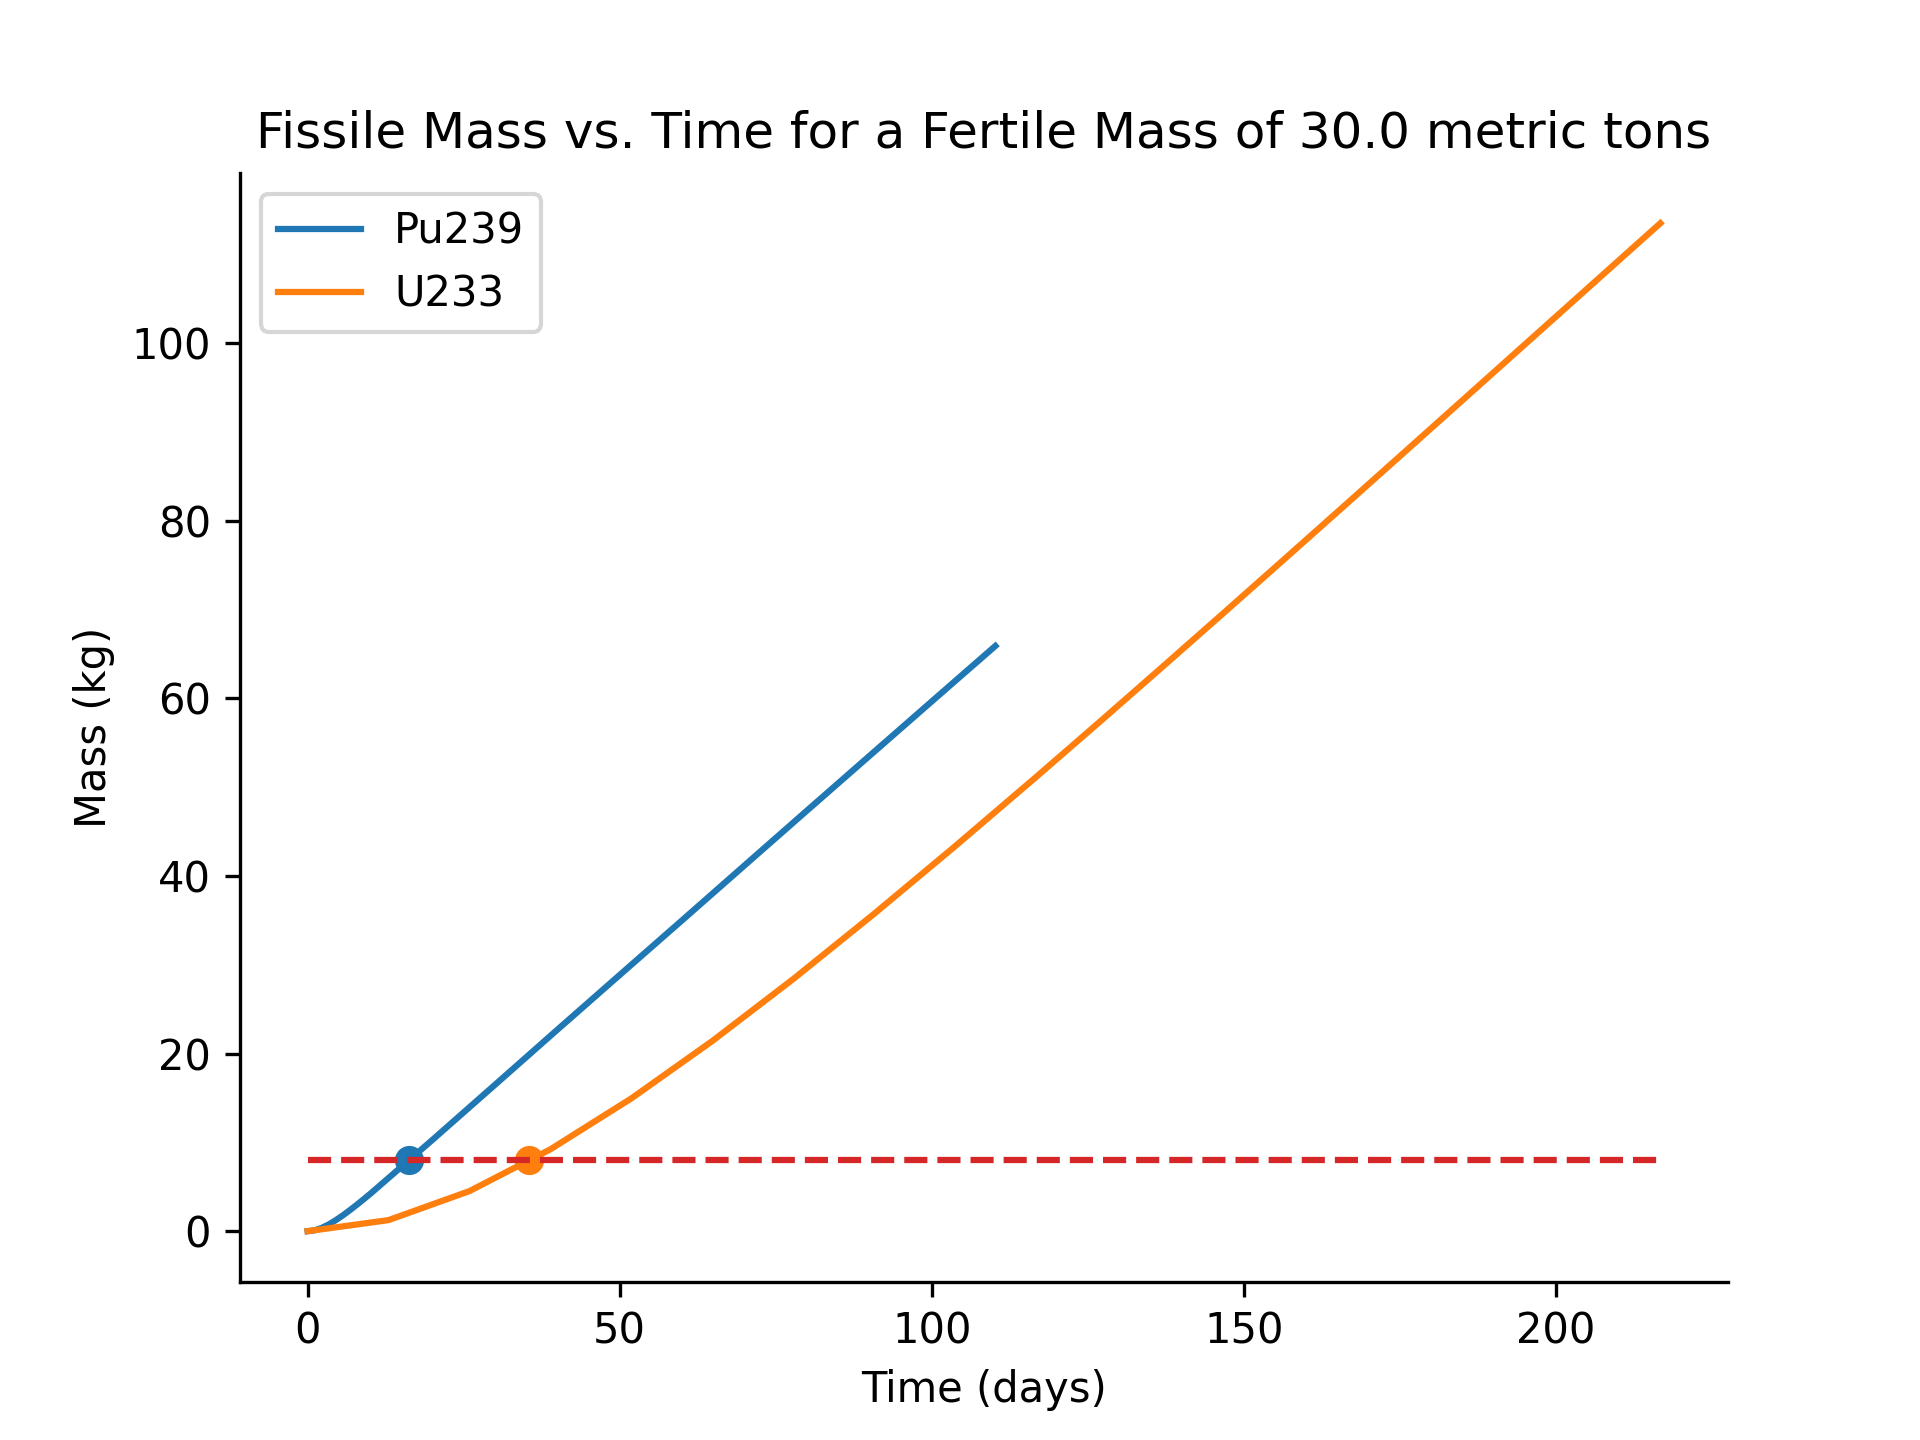 Fissile Mass vs. Time for a Fertile Mass of 30.0 metric tons
Pu239
U233
100
80
60
40
20
0
Mass (kg)
0 50 100 150 200
Time (days)